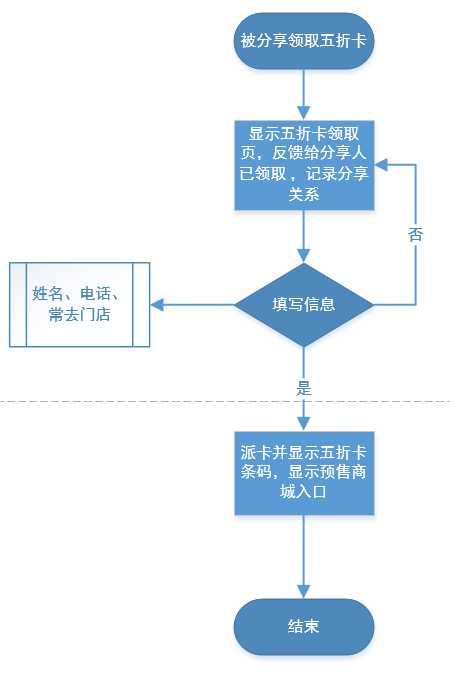 被分享领取五折卡
显示五折卡领取
页，反馈给分享人
已领取 ，记录分享
关系
否
姓名、电话、
常去门店
填写信息
是
派卡并显示五折卡
条码，显示预售商
城入口
结束